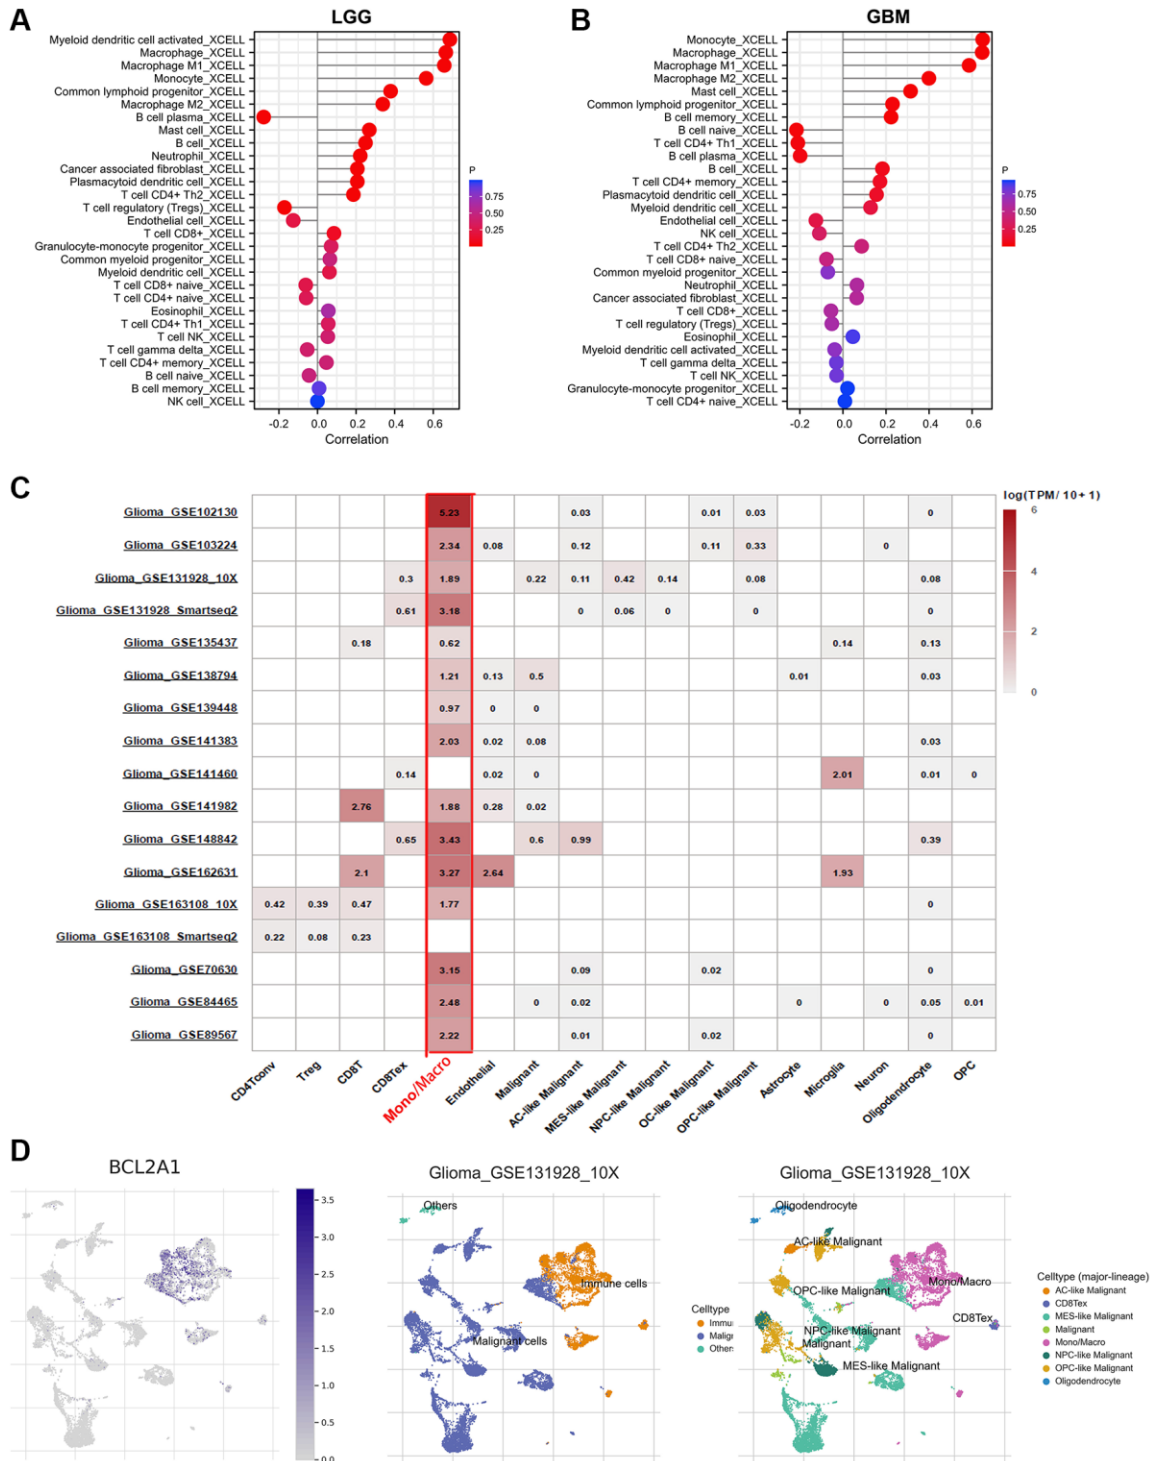 A
LGG
Myeloid dendritic cell activated_XCELL
Macrophage_XCELL
Macrophage M1_XCELL
Monocyte_XCELL
Common lymphoid progenitor_XCELL
Macrophage M2_XCELL
B cell plasma_XCELL
Mast cell_XCELL
B cell_XCELL
Neutrophil_XCELL
Cancer associated fibroblast_XCELL
Plasmacytoid dendritic cell_XCELL
T cell CD4+ Th2_XCELL
T cell regulatory (Tregs)_XCELL
Endothelial cell_XCELL
T cell CD8+_XCELL
Granulocyte-monocyte progenitor_XCELL
Common myeloid progenitor_XCELL
Myeloid dendritic cell_XCELL
T cell CD8+ naive_XCELL
T cell CD4+ naive_XCELL
Eosinophil_XCELL
T cell CD4+ Th1_XCELL
T cell NK_XCELL
T cell gamma delta_XCELL
T cell CD4+ memory_XCELL
B cell naive_XCELL
B cell memory_XCELL
NK cell_XCELL
-0.2 0.0 0.2 0.4 0.6
Correlation
P
0.75
0.50
0.25
B
GBM
Monocyte_XCELL
Macrophage_XCELL
Macrophage M1_XCELL
Macrophage M2_XCELL
Mast cell_XCELL
Common lymphoid progenitor_XCELL
B cell memory_XCELL
B cell naive_XCELL
T cell CD4+ Th1_XCELL
B cell plasma_XCELL
B cell_XCELL
T cell CD4+ memory_XCELL
Plasmacytoid dendritic cell_XCELL
Myeloid dendritic cell_XCELL
Endothelial cell_XCELL
NK cell_XCELL
T cell CD4+ Th2_XCELL
T cell CD8+ naive_XCELL
Common myeloid progenitor_XCELL
Neutrophil_XCELL
Cancer associated fibroblast_XCELL
T cell CD8+_XCELL
T cell regulatory (Tregs)_XCELL
Eosinophil_XCELL
Myeloid dendritic cell activated_XCELL
T cell gamma delta_XCELL
T cell NK_XCELL
Granulocyte-monocyte progenitor_XCELL
T cell CD4+ naive_XCELL
-0.2 0.0 0.2 0.4 0.6
Correlation
P
0.75
0.50
0.25
C
log(TPM/10+1)
6
4
2
0
Glioma_GSE102130 5.23 0.03 0.01 0.03 0
Glioma_GSE103224 2.34 0.08 0.12 0.11 0.33 0
Glioma_GSE131928_10X 0.3 1.89 0.22 0.11 0.42 0.14 0.08 0.08
Glioma_GSE131928_Smartseq2 0.61 3.18 0 0.06 0 0 0
Glioma_GSE135437 0.18 0.62 0.14 0.13
Glioma_GSE138794 1.21 0.13 0.5 0.01 0.03
Glioma_GSE139448 0.97 0 0
Glioma_GSE141383 2.03 0.02 0.08 0.03
Glioma_GSE141460 0.14 0.02 0 2.01 0.01 0
Glioma_GSE141982 2.76 1.88 0.28 0.02
Glioma_GSE148842 0.65 3.43 0.6 0.99 0.39
Glioma_GSE162631 2.1 3.27 2.64 1.93
Glioma_GSE163108_10X 0.42 0.39 0.47 1.77 0
Glioma_GSE163108_Smartseq2 0.22 0.08 0.23
Glioma_GSE70630 3.15 0.09 0.02 0
Glioma_GSE84465 2.48 0 0.02 0 0 0.05 0.01
Glioma_GSE89567 2.22 0.01 0.02 0
CD4Tconv Treg CD8T CD8Tex Mono/Macro Endothelial Malignant AC-like Malignant MES-like Malignant NPC-like Malignant OC-like Malignant OPC-like Malignant Astrocyte Microglia Neuron Oligodendrocyte OPC
D
BCL2A1
3.5
3.0
2.5
2.0
1.5
1.0
0.5
0.0
Glioma_GSE131928_10X
Others
Immune cells
Malignant cells
Celltype
Immu
Malig
Other
Glioma_GSE131928_10X
Oligodendrocyte
AC-like Malignant
Mono/Macro
OPC-like Malignant
CD8Tex
NPC-like Malignant
Malignant
MES-like Malignant
Celltype (major-lineage)
AC-like Malignant
CD8Tex
MES-like Malignant
Malignant
Mono/Macro
NPC-like Malignant
OPC-like Malignant
Oligodendrocyte